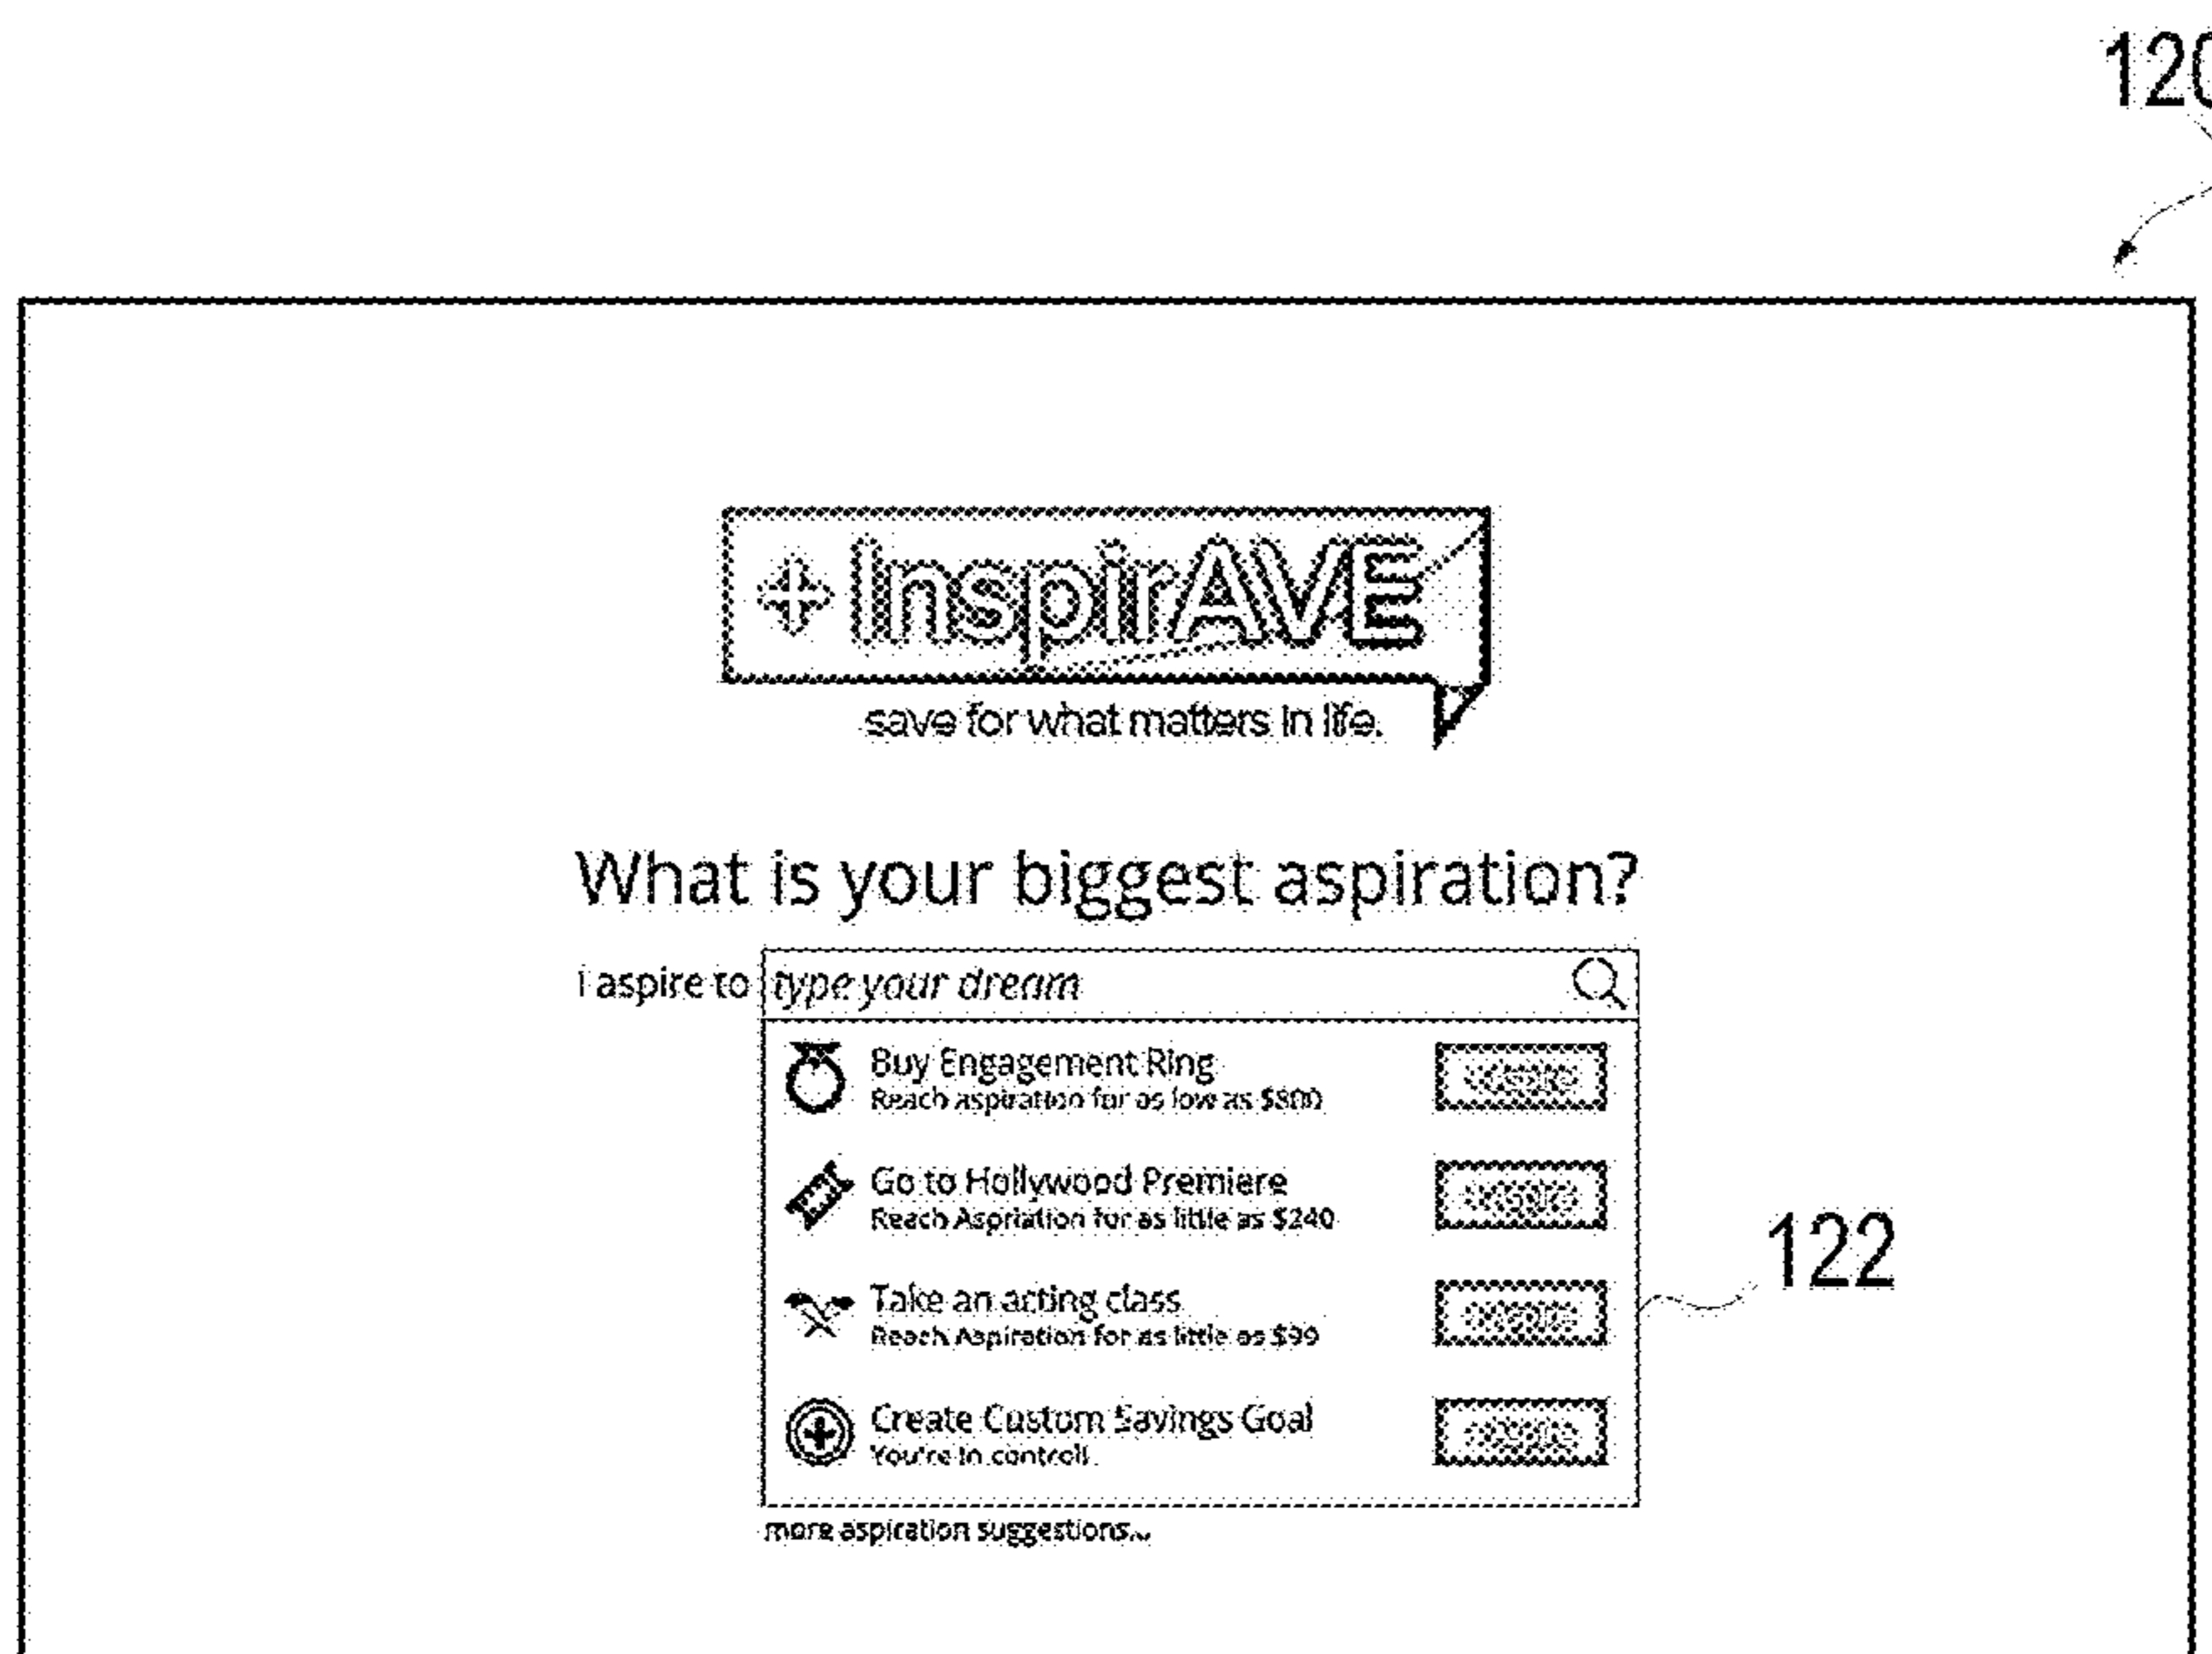 120
InspirAVE
save for what matters in life.
What is your biggest aspiration?
I aspire to type your dream
Buy Engagement Ring
Reach aspiration for as low as $800
Go to Hollywood Premiere
Reach Aspriation for as little as $240
122
Take an acting class
Reach Aspiration for as little as $99
Create Custom Savings Goal
You're in control!
more aspiration suggestions...